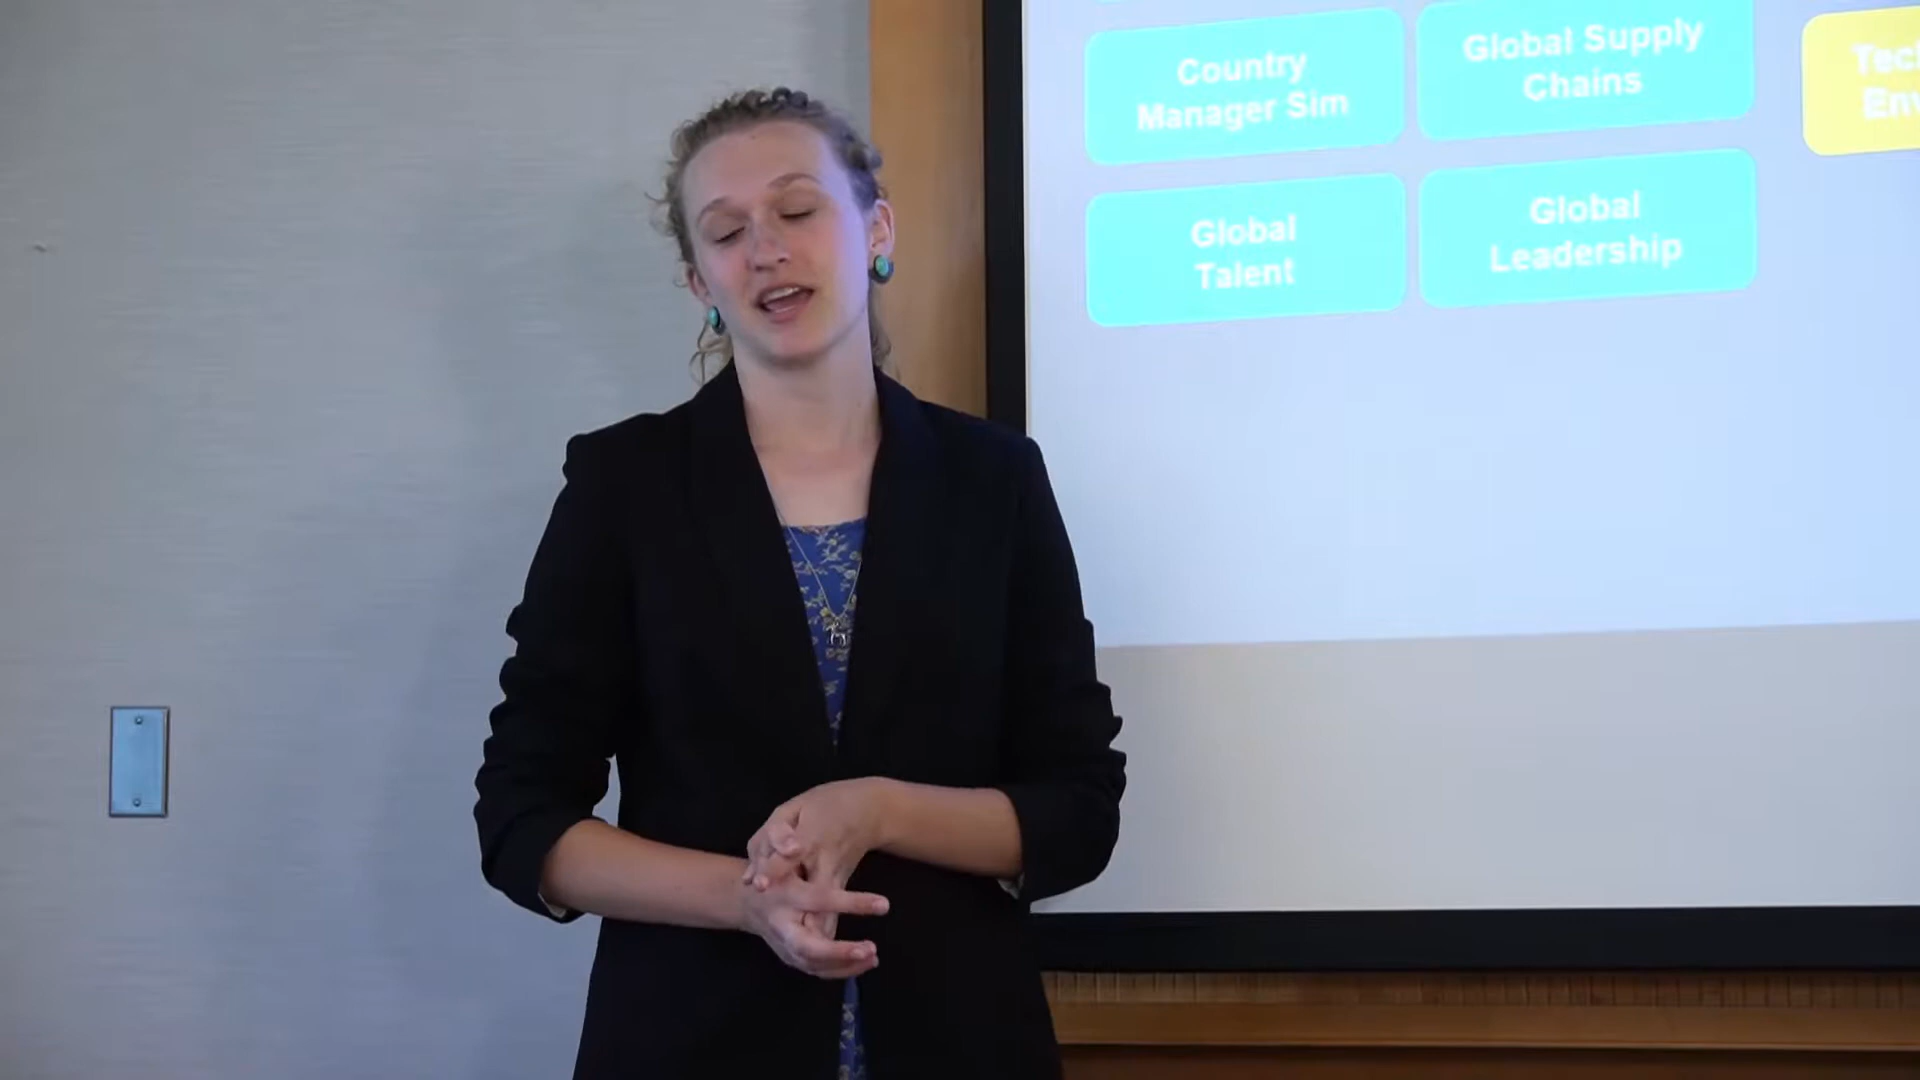 Country
Manager Sim
Global Supply
Chains
Global
Talent
Global
Leadership